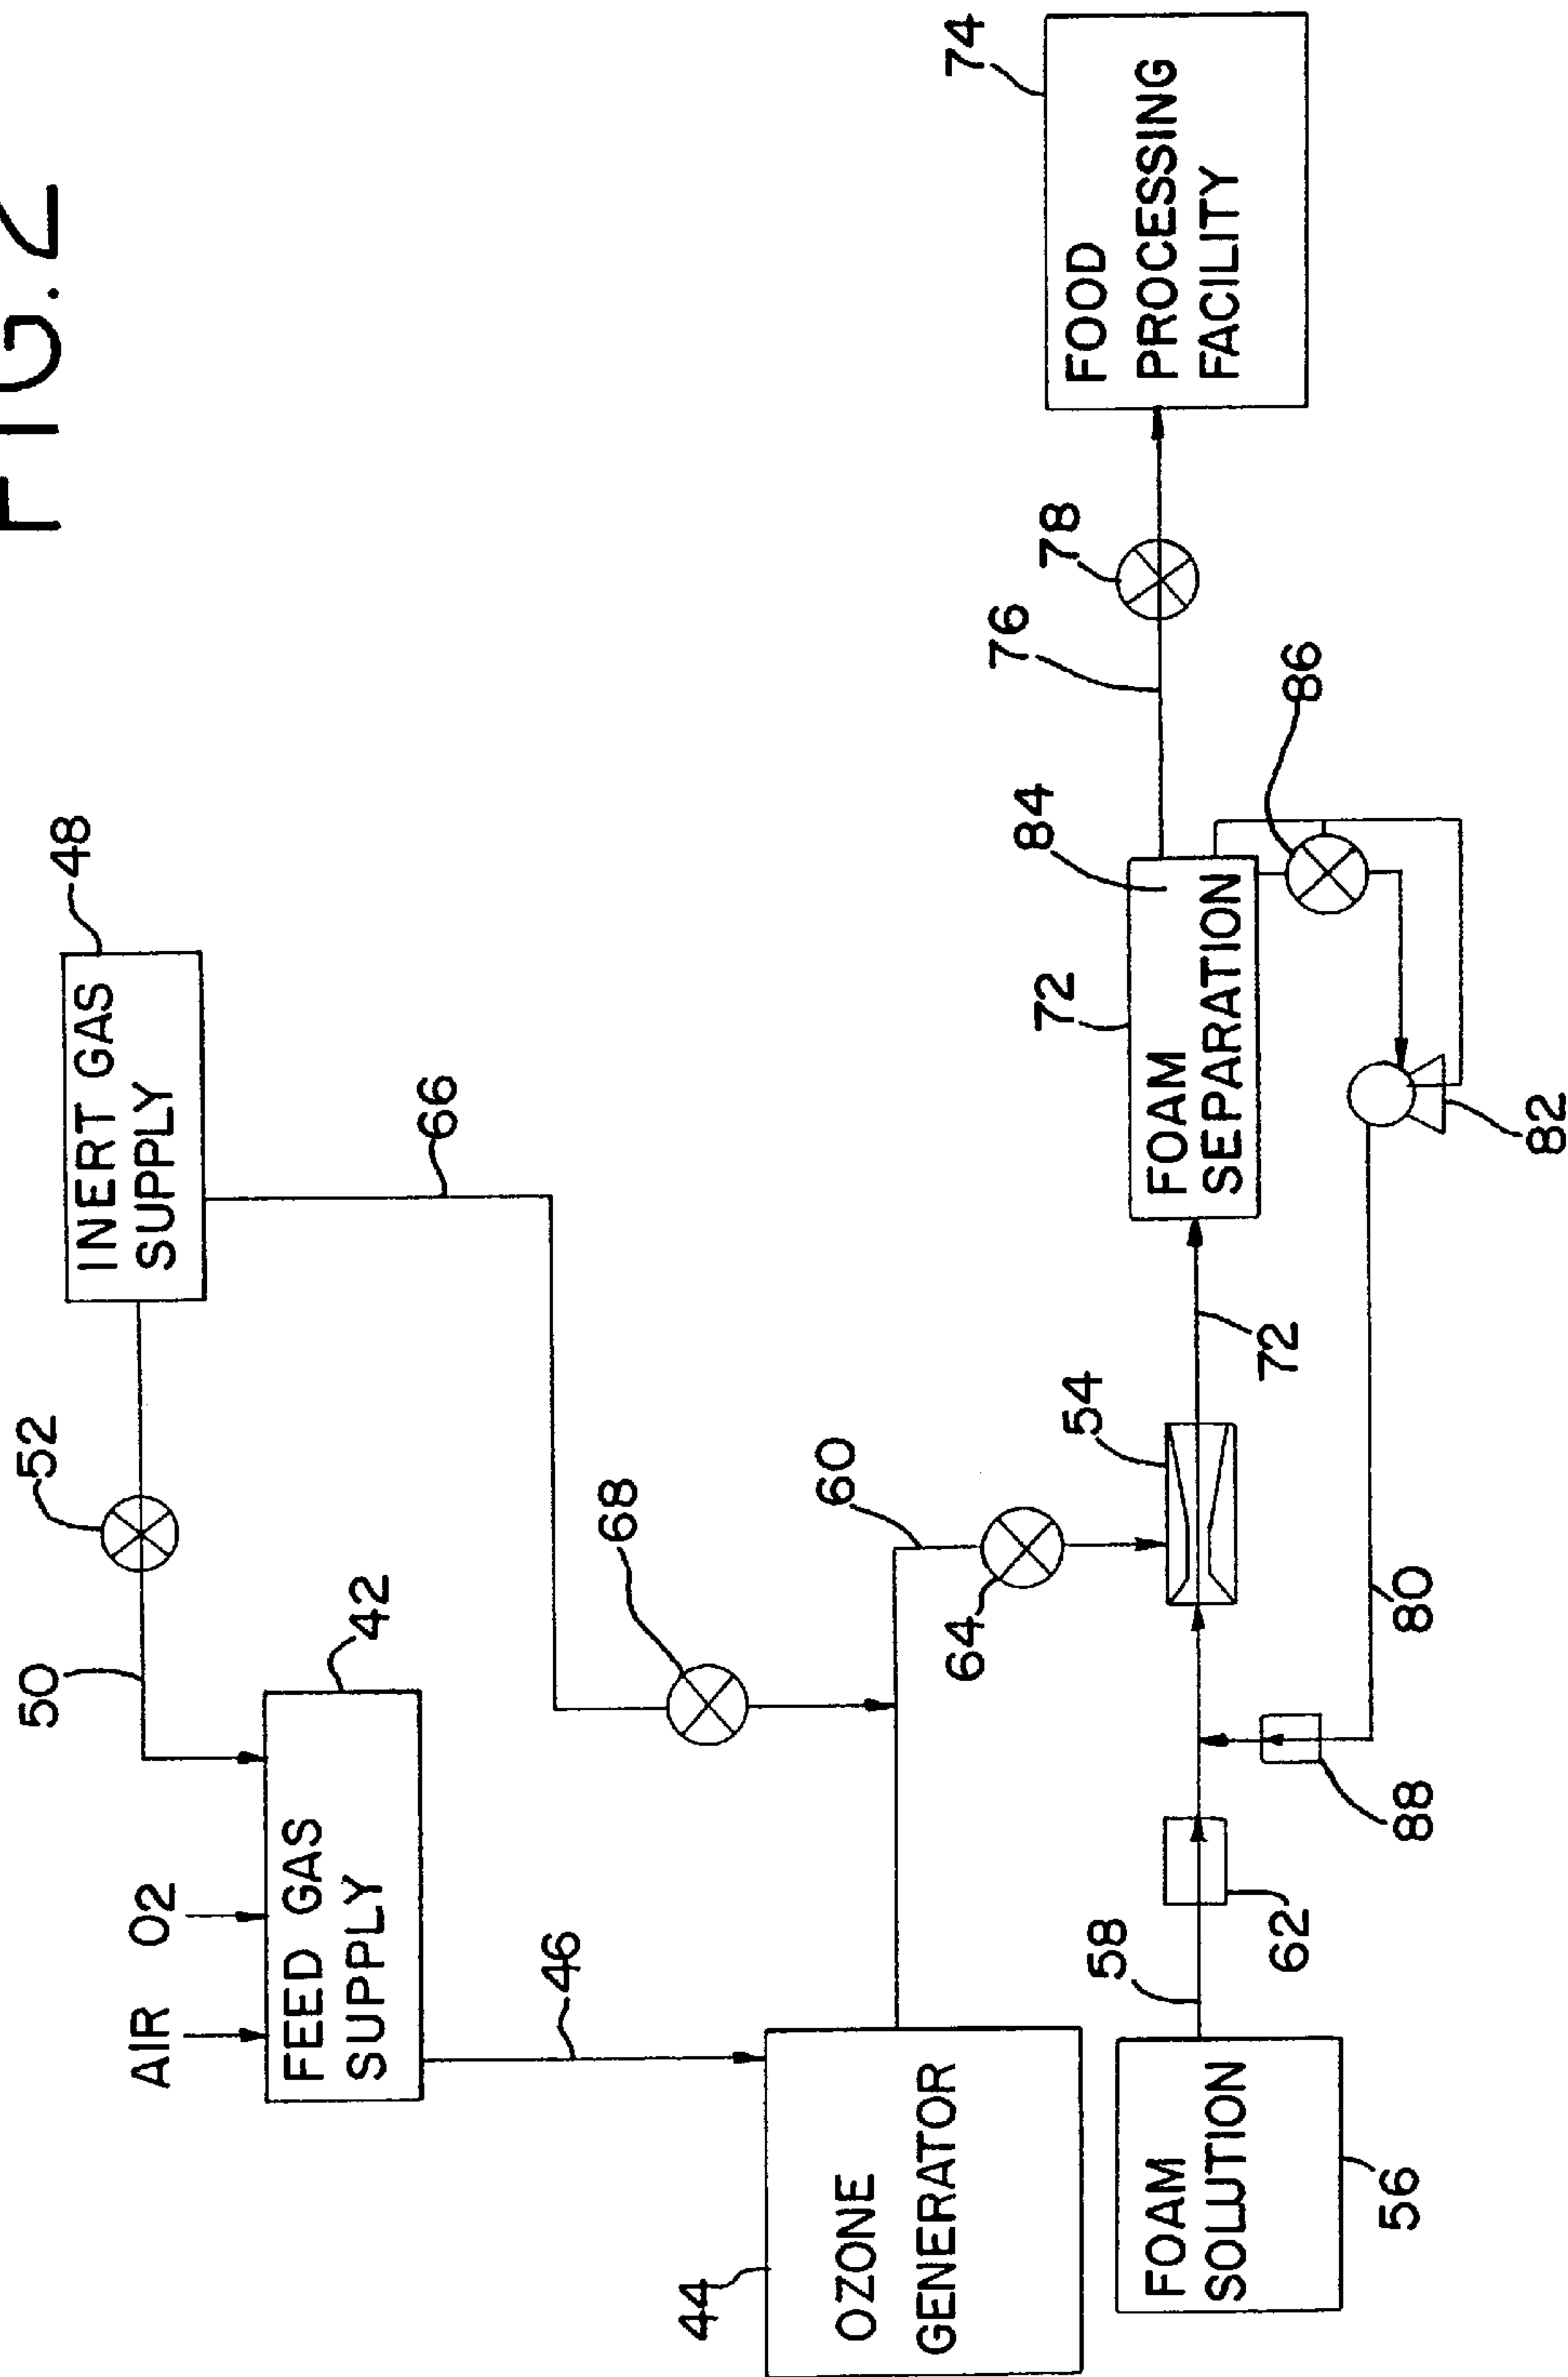 FIG. 2
48
INERT GAS
SUPPLY
52
50
66
AIR
O2
42
FEED GAS
SUPPLY
68
46
60
44
OZONE
GENERATOR
64
54
72
84
76
78
74
FOOD
PROCESSING
FACILITY
58
FOAM
SOLUTION
62
72
FOAM
SEPARATION
86
56
88
80
82